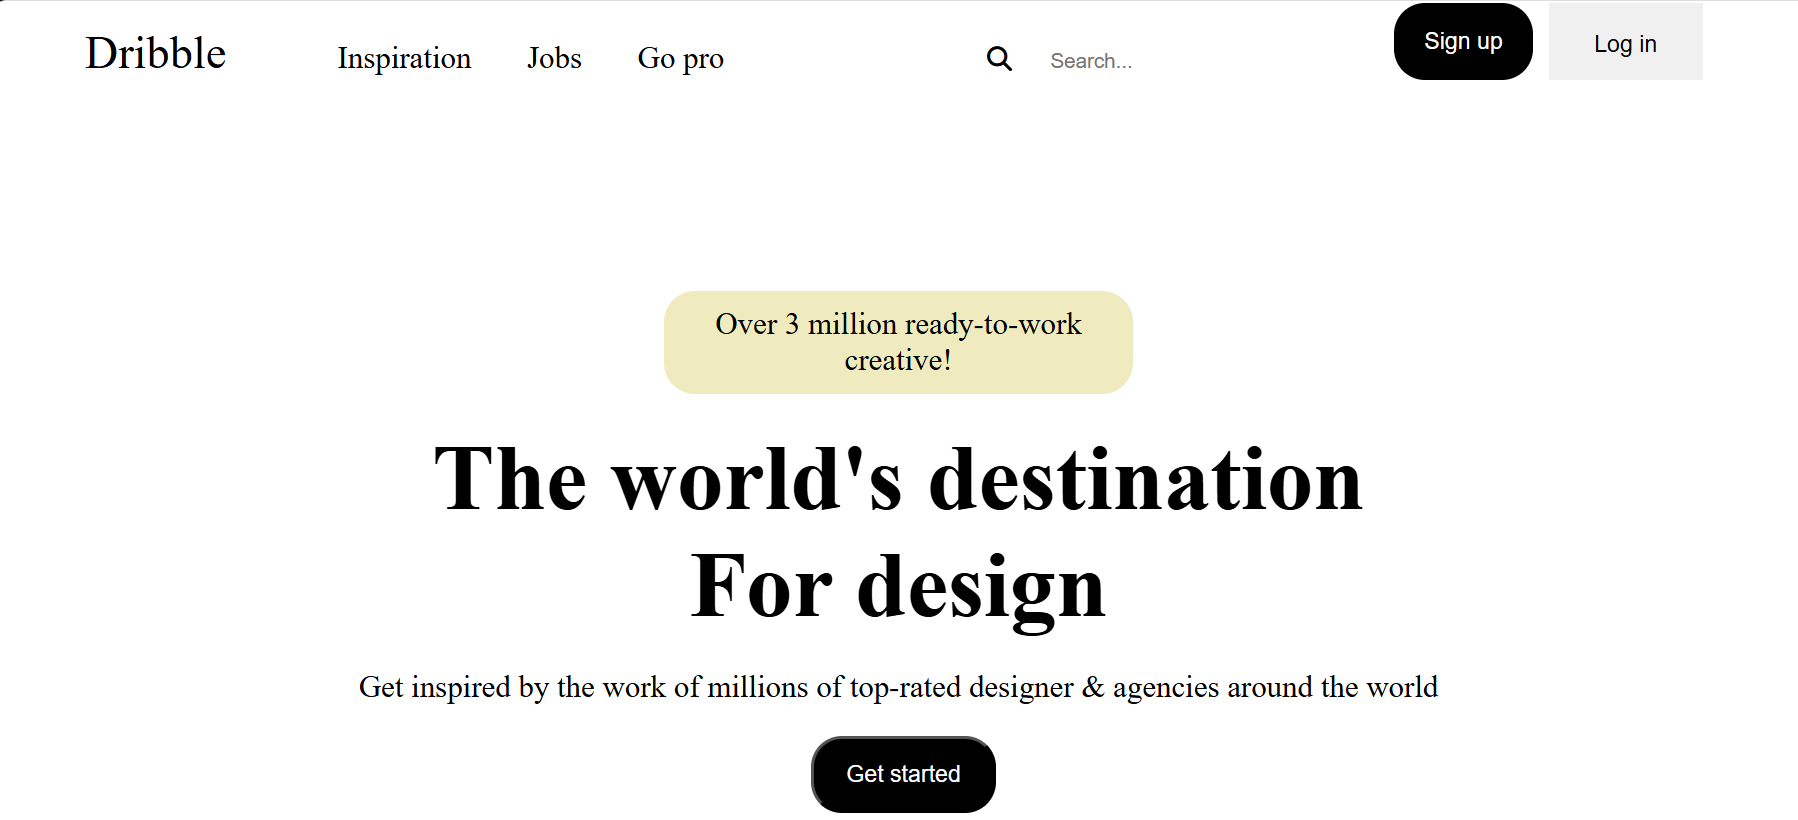 Dribble
Inspiration
Jobs
Go pro
Search...
Sign up
Log in
Over 3 million ready-to-work
creative!
The world's destination
For design
Get inspired by the work of millions of top-rated designer & agencies around the world
Get started